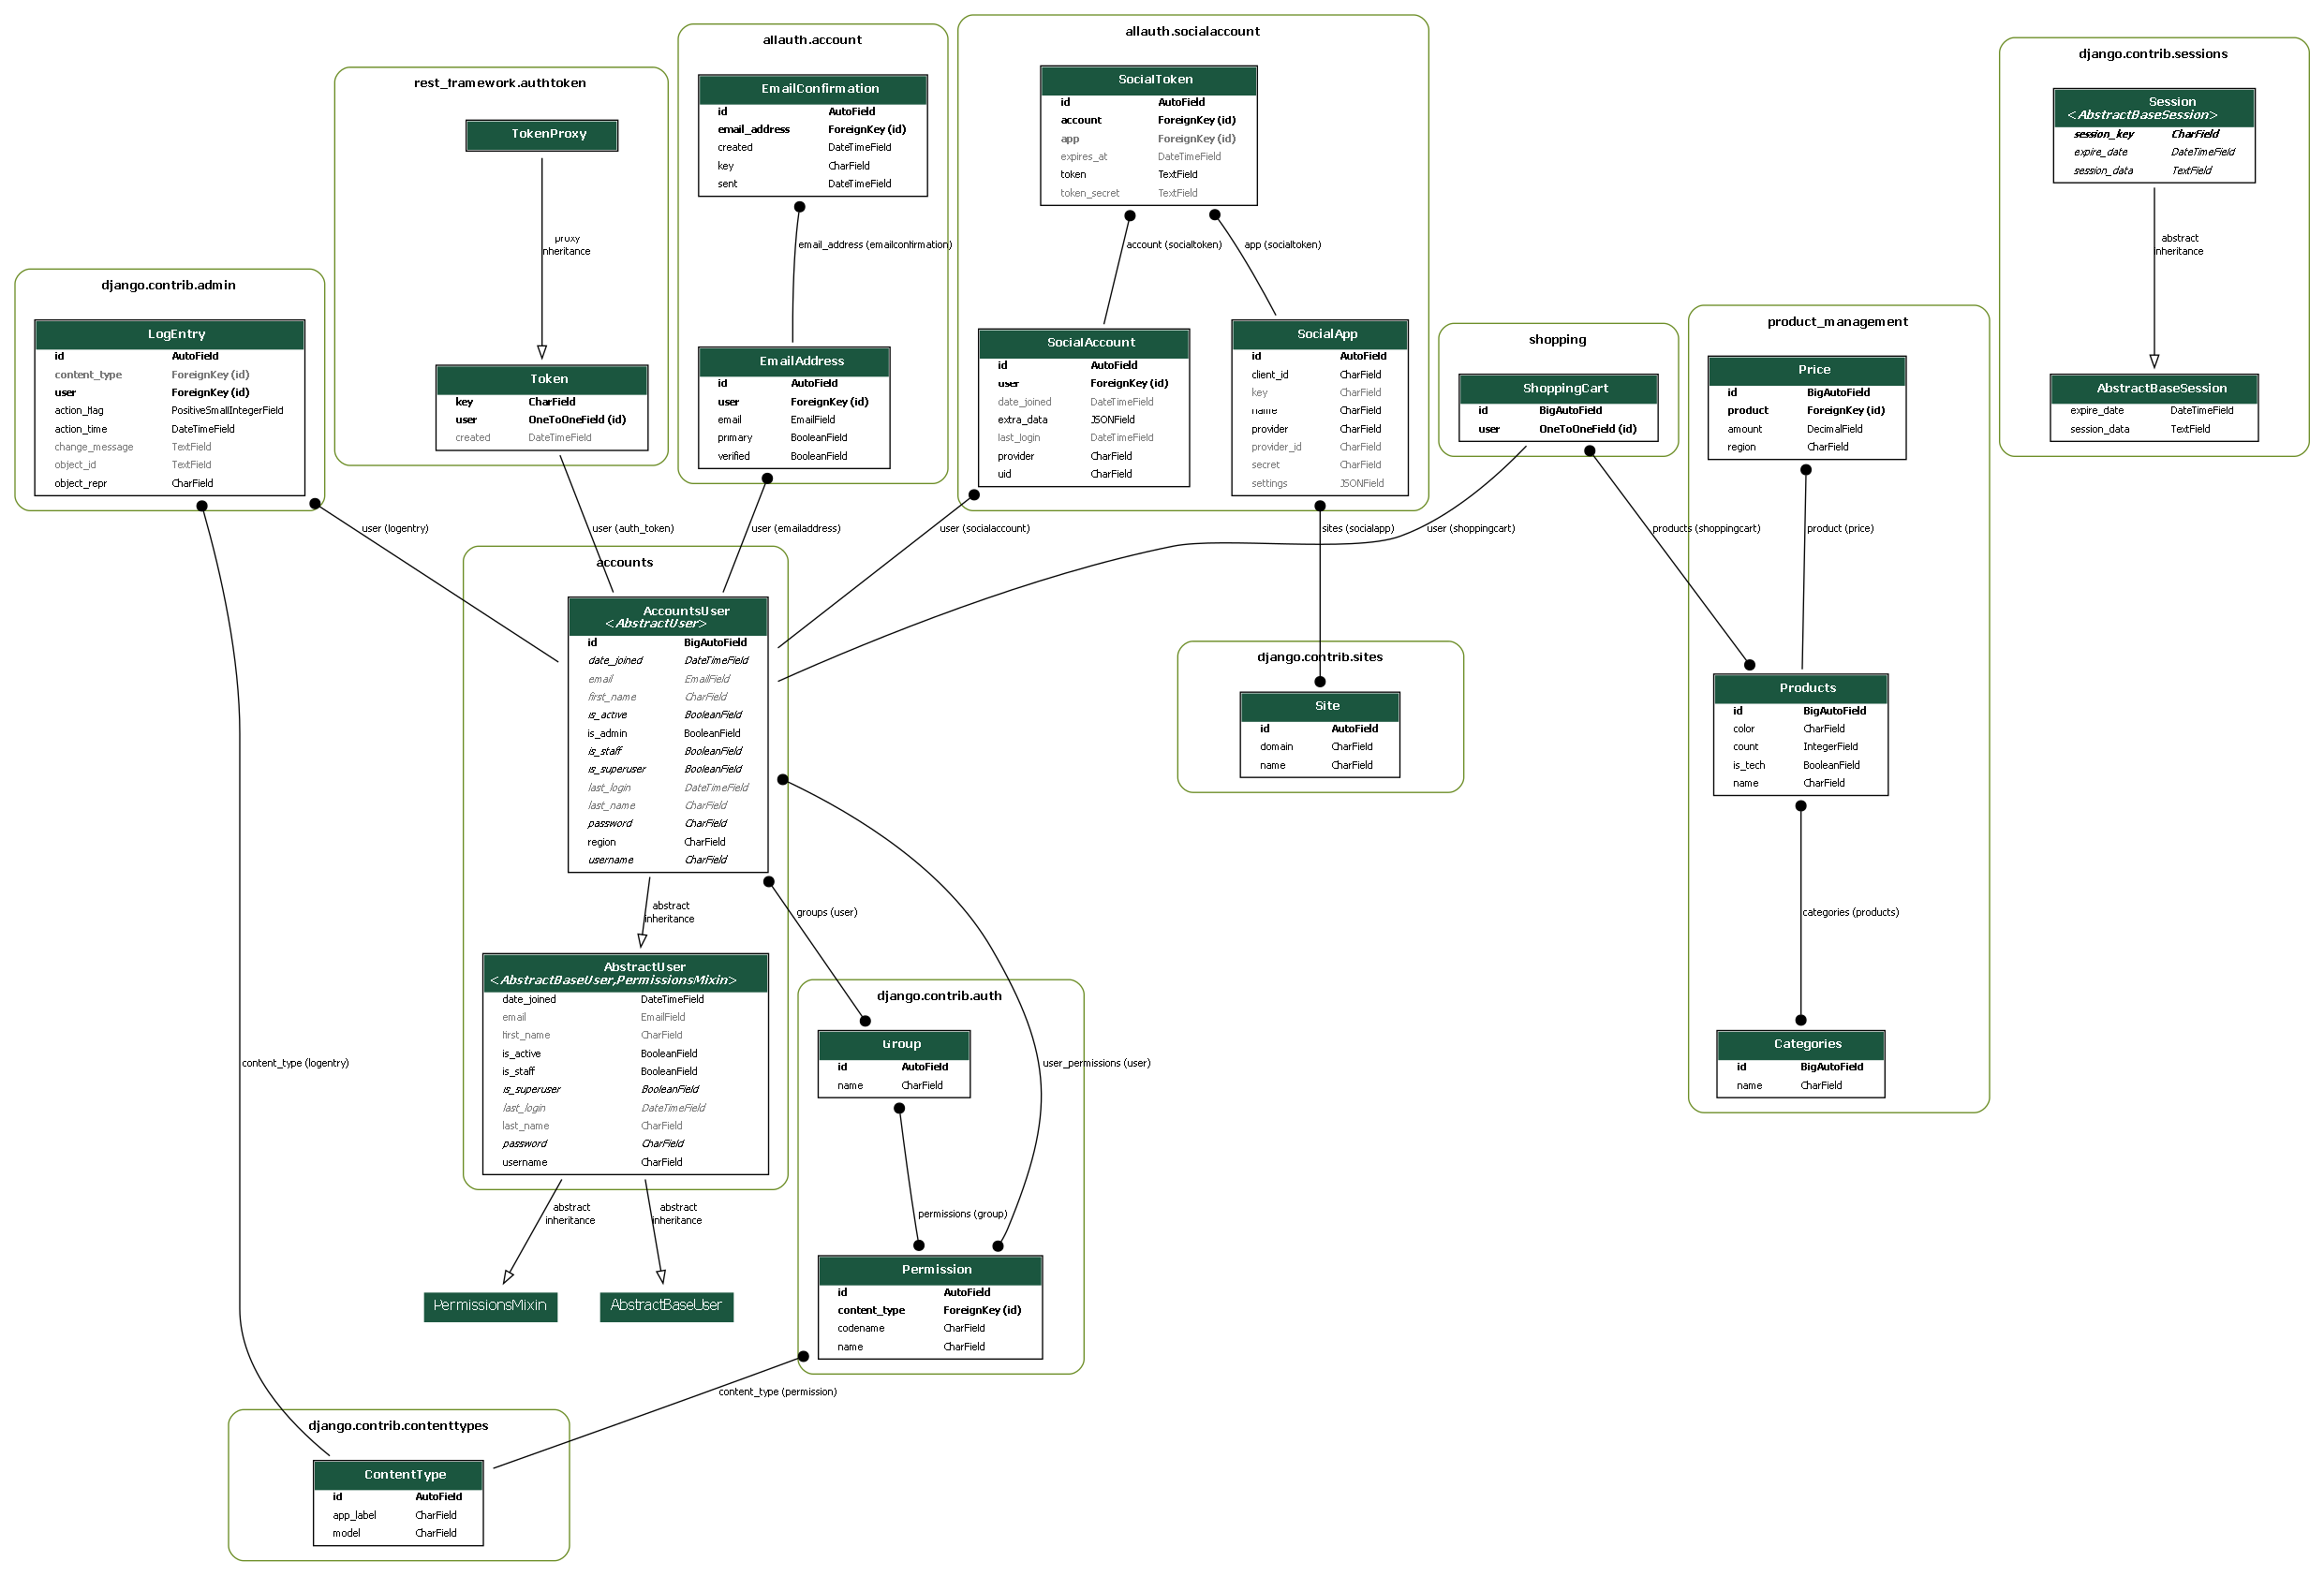 allauth.socialaccount
SocialToken
id AutoField
account ForeignKey (id)
app ForeignKey (id)
expires_at DateTimeField
token TextField
token_secret TextField
account (socialtoken)
app (socialtoken)
SocialAccount
id AutoField
user ForeignKey (id)
date_joined DateTimeField
extra_data JSONField
last_login DateTimeField
provider CharField
uid CharField
SocialApp
id AutoField
client_id CharField
key CharField
name CharField
provider CharField
provider_id CharField
secret CharField
settings JSONField
allauth.account
EmailConfirmation
id AutoField
email_address ForeignKey (id)
created DateTimeField
key CharField
sent DateTimeField
email_address (emailconfirmation)
EmailAddress
id AutoField
user ForeignKey (id)
email EmailField
primary BooleanField
verified BooleanField
rest_framework.authtoken
TokenProxy
proxy
inheritance
Token
key CharField
user OneToOneField (id)
created DateTimeField
django.contrib.sessions
Session
<AbstractBaseSession>
session_key CharField
expire_date DateTimeField
session_data TextField
abstract
inheritance
AbstractBaseSession
expire_date DateTimeField
session_data TextField
django.contrib.admin
LogEntry
id AutoField
content_type ForeignKey (id)
user ForeignKey (id)
action_flag PositiveSmallIntegerField
action_time DateTimeField
change_message TextField
object_id TextField
object_repr CharField
shopping
ShoppingCart
id BigAutoField
user OneToOneField (id)
product_management
Price
id BigAutoField
product ForeignKey (id)
amount DecimalField
region CharField
user (logentry)
user (auth_token)
user (emailaddress)
user (socialaccount)
sites (socialapp)
user (shoppingcart)
products (shoppingcart)
product (price)
accounts
AccountsUser
<AbstractUser>
id BigAutoField
date_joined DateTimeField
email EmailField
first_name CharField
is_active BooleanField
is_admin BooleanField
is_staff BooleanField
is_superuser BooleanField
last_login DateTimeField
last_name CharField
password CharField
region CharField
username CharField
django.contrib.sites
Site
id AutoField
domain CharField
name CharField
Products
id BigAutoField
color CharField
count IntegerField
is_tech BooleanField
name CharField
abstract
inheritance
groups (user)
categories (products)
AbstractUser
<AbstractBaseUser,PermissionsMixin>
date_joined DateTimeField
email EmailField
first_name CharField
is_active BooleanField
is_staff BooleanField
is_superuser BooleanField
last_login DateTimeField
last_name CharField
password CharField
username CharField
django.contrib.auth
Group
id AutoField
name CharField
content_type (logentry)
user_permissions (user)
Categories
id BigAutoField
name CharField
abstract
inheritance
abstract
inheritance
permissions (group)
PermissionsMixin
AbstractBaseUser
Permission
id AutoField
content_type ForeignKey (id)
codename CharField
name CharField
content_type (permission)
django.contrib.contenttypes
ContentType
id AutoField
app_label CharField
model CharField